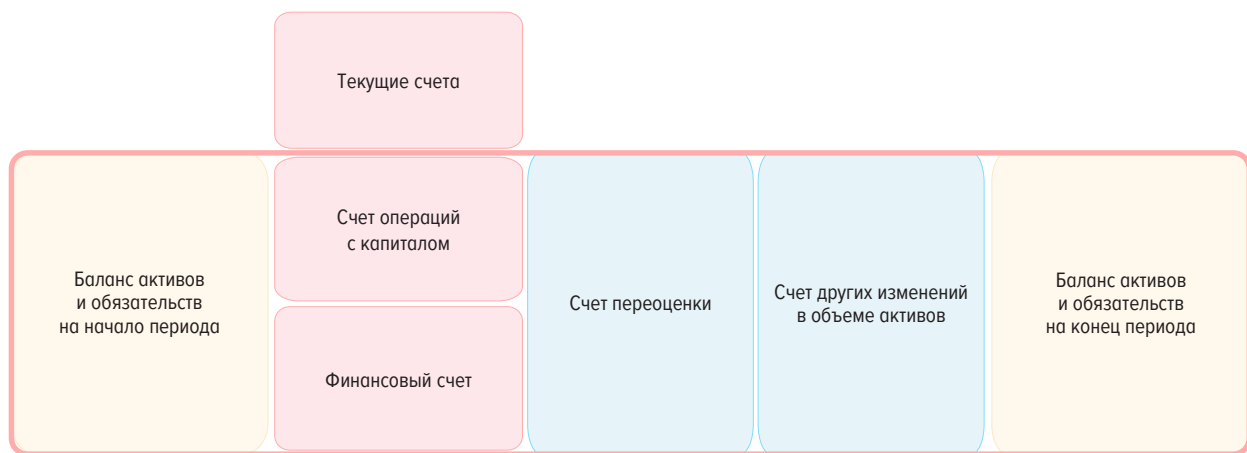 Текущие счета
Баланс активов
и обязательств
на начало периода
Счет операций
с капиталом
Финансовый счет
Счет переоценки
Счет других изменений
в объеме активов
Баланс активов
и обязательств
на конец периода